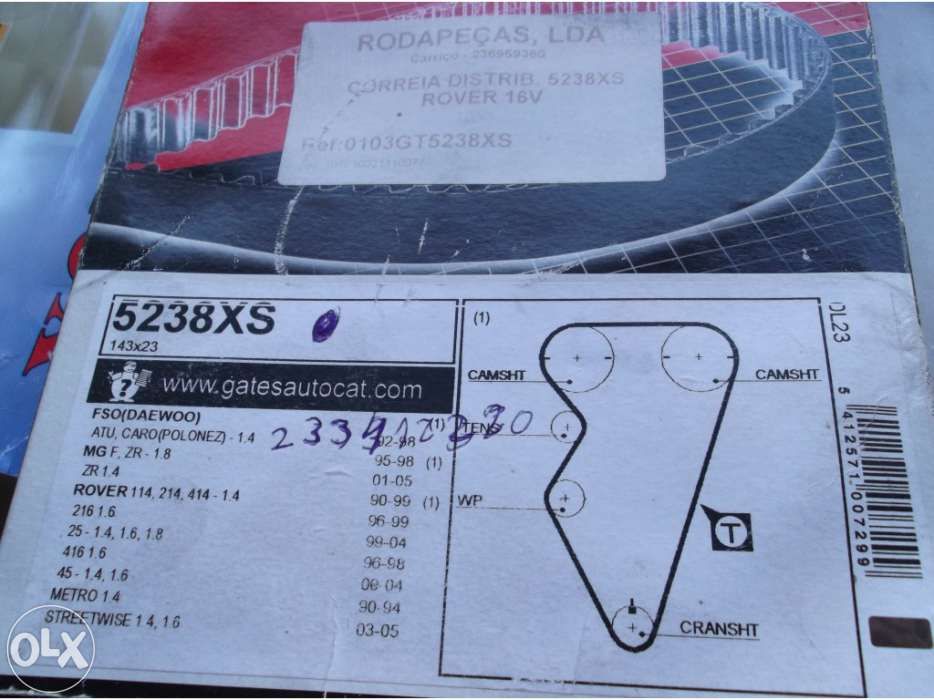 RODAPEÇAS, LDA
CORREIA DISTRIB. 5238XS
ROVER 16V
Ref:0103GT5238XS
5238XS
143x23
www.gatesautocat.com
FSO(DAEWOO)
ATU, CARO(POLONEZ) - 1.4 92-98 (1)
MG F, ZR - 1.8 95-98 (1)
ZR 1.4 01-05
ROVER 114, 214, 414 - 1.4 90-99 (1)
216 1.6 96-99
25 - 1.4, 1.6, 1.8 99-04
416 1.6 96-98
45 - 1.4, 1.6 00-04
METRO 1.4 90-94
STREETWISE 1.4, 1.6 03-05
(1)
CAMSHT
CAMSHT
TENS
WP
T
CRANSHT
DL23
5 412571 007299
OLX